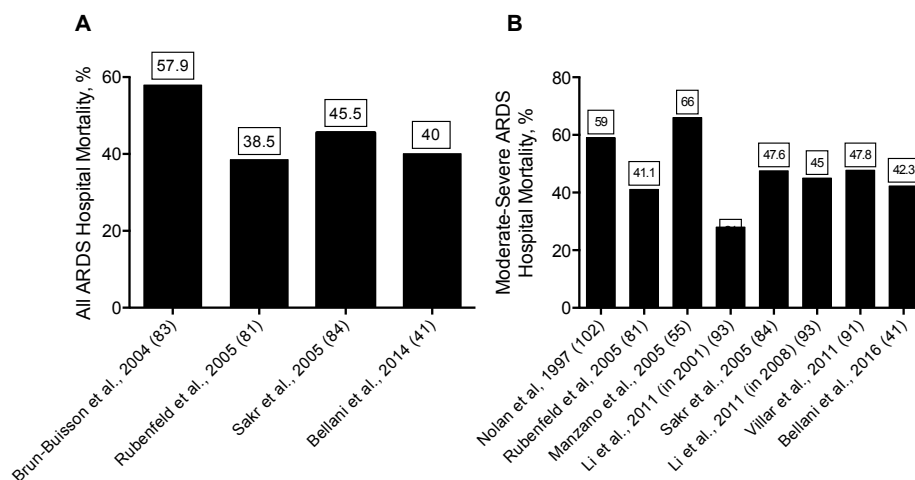 A
All ARDS Hospital Mortality, %
60
40
20
0
57.9
38.5
45.5
40
Brun-Buisson et al., 2004 (83)
Rubenfeld et al., 2005 (81)
Sakr et al., 2005 (84)
Bellani et al., 2014 (41)
B
Moderate-Severe ARDS
Hospital Mortality, %
80
60
40
20
0
59
41.1
66
47.6
45
47.8
42.3
Nolan et al, 1997 (102)
Rubenfeld et al., 2005 (81)
Manzano et al., 2005 (55)
Li et al., 2011 (in 2001) (93)
Sakr et al., 2005 (84)
Li et al., 2011 (in 2008) (93)
Villar et al., 2011 (91)
Bellani et al., 2016 (41)